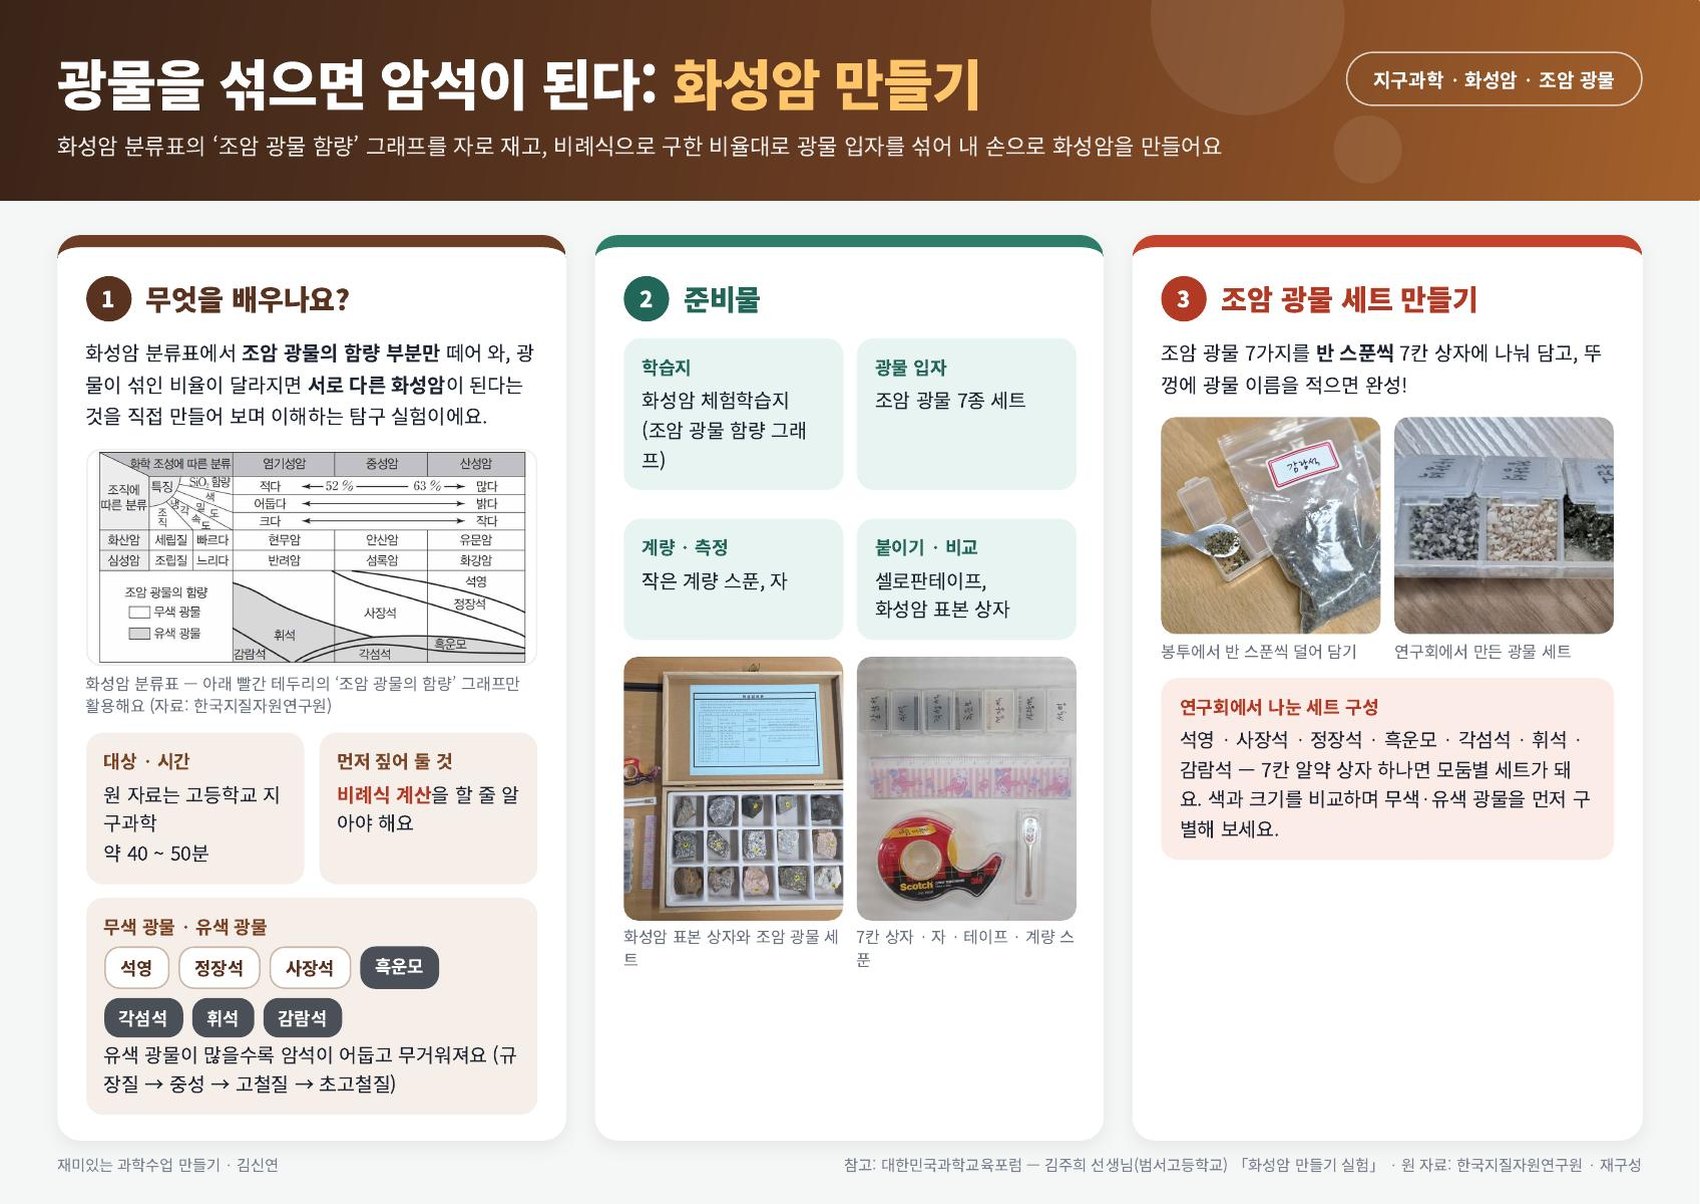 광물을 섞으면 암석이 된다: 화성암 만들기
지구과학 · 화성암 · 조암 광물
화성암 분류표의 ‘조암 광물 함량’ 그래프를 자로 재고, 비례식으로 구한 비율대로 광물 입자를 섞어 내 손으로 화성암을 만들어요
1 무엇을 배우나요?
화성암 분류표에서 조암 광물의 함량 부분만 떼어 와, 광
물이 섞인 비율이 달라지면 서로 다른 화성암이 된다는
것을 직접 만들어 보며 이해하는 탐구 실험이에요.
화학 조성에 따른 분류 염기성암 중성암 산성암
조직에
따른 분류
특징 SiO₂ 함량 적다 52 % 63 % 많다
색 어둡다 밝다
밀도 크다 작다
조직 냉각 속도
화산암 세립질 빠르다 현무암 안산암 유문암
심성암 조립질 느리다 반려암 섬록암 화강암
조암 광물의 함량
무색 광물
유색 광물
석영
정장석
사장석
휘석
흑운모
감람석 각섬석
화성암 분류표 — 아래 빨간 테두리의 ‘조암 광물의 함량’ 그래프만
활용해요 (자료: 한국지질자원연구원)
대상 · 시간
원 자료는 고등학교 지
구과학
약 40 ~ 50분
먼저 짚어 둘 것
비례식 계산을 할 줄 알
아야 해요
무색 광물 · 유색 광물
석영 정장석 사장석 흑운모
각섬석 휘석 감람석
유색 광물이 많을수록 암석이 어둡고 무거워져요 (규
장질 → 중성 → 고철질 → 초고철질)
2 준비물
학습지
화성암 체험학습지
(조암 광물 함량 그래
프)
광물 입자
조암 광물 7종 세트
계량 · 측정
작은 계량 스푼, 자
붙이기 · 비교
셀로판테이프,
화성암 표본 상자
Scotch
3M
화성암 표본 상자와 조암 광물 세
트
7칸 상자 · 자 · 테이프 · 계량 스
푼
3 조암 광물 세트 만들기
조암 광물 7가지를 반 스푼씩 7칸 상자에 나눠 담고, 뚜
껑에 광물 이름을 적으면 완성!
감람석
봉투에서 반 스푼씩 덜어 담기
연구회에서 만든 광물 세트
연구회에서 나눈 세트 구성
석영 · 사장석 · 정장석 · 흑운모 · 각섬석 · 휘석 ·
감람석 — 7칸 알약 상자 하나면 모둠별 세트가 돼
요. 색과 크기를 비교하며 무색·유색 광물을 먼저 구
별해 보세요.
재미있는 과학수업 만들기 · 김신연
참고: 대한민국과학교육포럼 — 김주희 선생님(범서고등학교) 「화성암 만들기 실험」 · 원 자료: 한국지질자원연구원 · 재구성